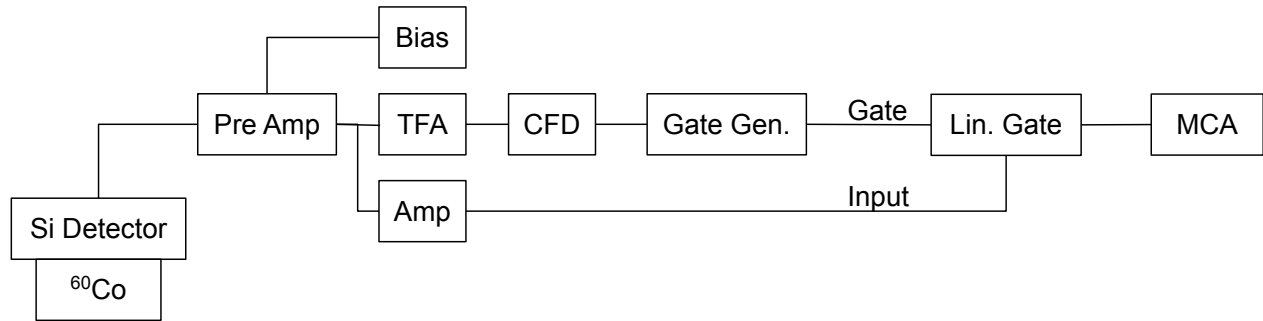 Bias
Pre Amp
TFA
CFD
Gate Gen.
Gate
Lin. Gate
MCA
Si Detector
Amp
Input
⁶⁰Co